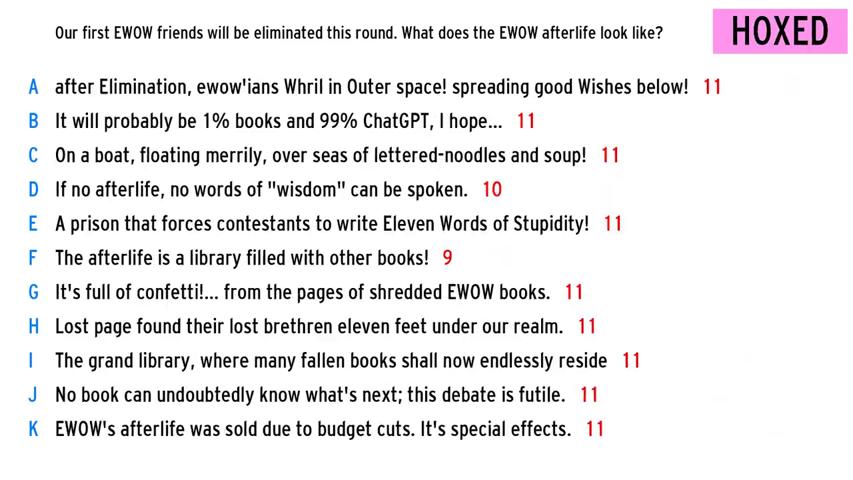 Our first EWOW friends will be eliminated this round. What does the EWOW afterlife look like?
HOXED
A after Elimination, ewow'ians Whril in Outer space! spreading good Wishes below! 11
B It will probably be 1% books and 99% ChatGPT, I hope... 11
C On a boat, floating merrily, over seas of lettered-noodles and soup! 11
D If no afterlife, no words of "wisdom" can be spoken. 10
E A prison that forces contestants to write Eleven Words of Stupidity! 11
F The afterlife is a library filled with other books! 9
G It's full of confetti!... from the pages of shredded EWOW books. 11
H Lost page found their lost brethren eleven feet under our realm. 11
I The grand library, where many fallen books shall now endlessly reside 11
J No book can undoubtedly know what's next; this debate is futile. 11
K EWOW's afterlife was sold due to budget cuts. It's special effects. 11